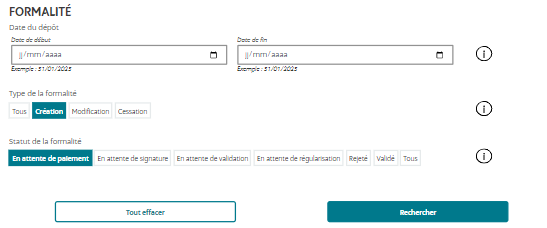 FORMALITÉ
Date du dépôt
Date de début Date de fin
jj/mm/aaaa jj/mm/aaaa
Exemple : 31/01/2025 Exemple : 31/01/2025
Type de la formalité
Tous Création Modification Cessation
Statut de la formalité
En attente de paiement En attente de signature En attente de validation En attente de régularisation Rejeté Validé Tous
Tout effacer Rechercher